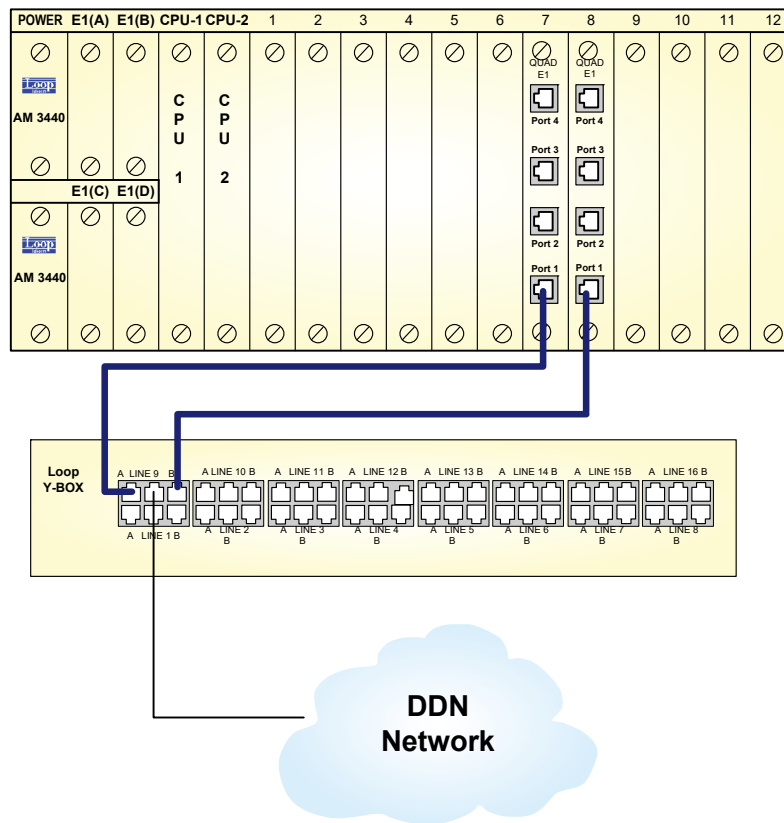 POWER E1(A) E1(B) CPU-1 CPU-2 1 2 3 4 5 6 7 8 9 10 11 12
Loop
AM 3440
C
P
U
1
C
P
U
2
QUAD
E1
Port 4
Port 3
Port 2
Port 1
QUAD
E1
Port 4
Port 3
Port 2
Port 1
E1(C) E1(D)
Loop
AM 3440
Loop
Y-BOX
A LINE 9 B
A LINE 10 B
A LINE 11 B
A LINE 12 B
A LINE 13 B
A LINE 14 B
A LINE 15 B
A LINE 16 B
A LINE 1 B
A LINE 2 B
A LINE 3 B
A LINE 4 B
A LINE 5 B
A LINE 6 B
A LINE 7 B
A LINE 8 B
DDN
Network